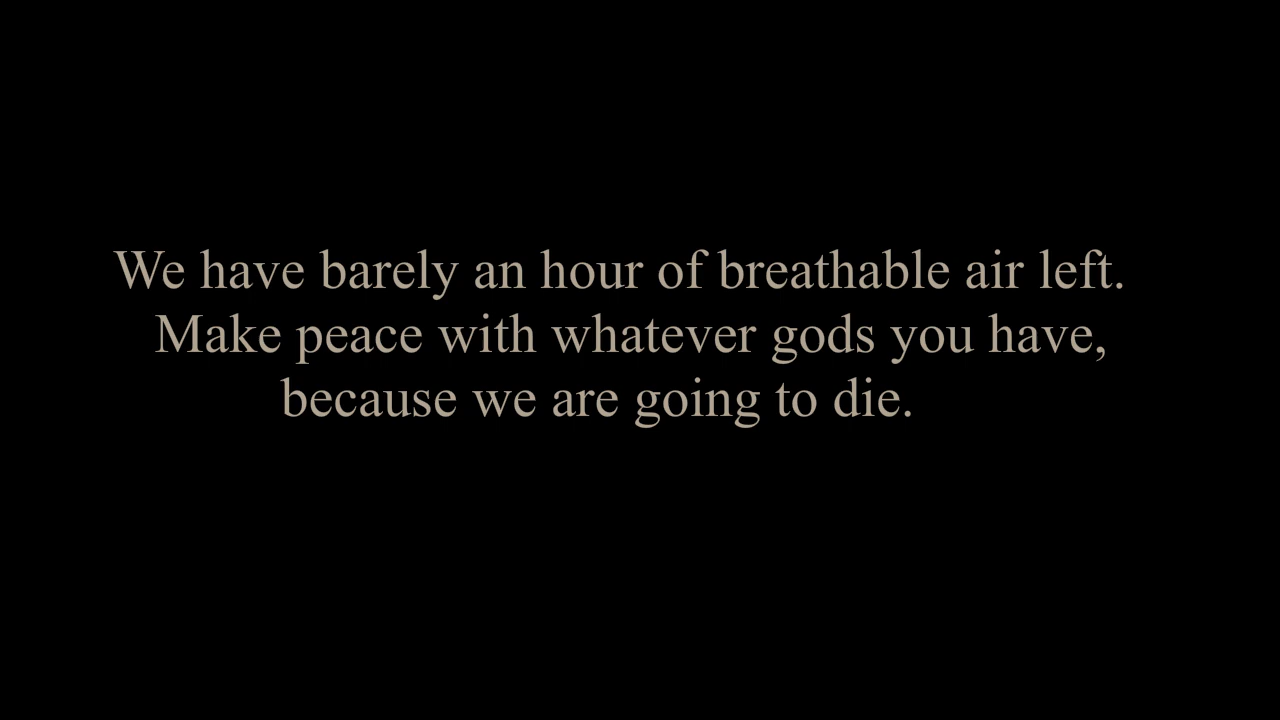 We have barely an hour of breathable air left.
Make peace with whatever gods you have,
because we are going to die.